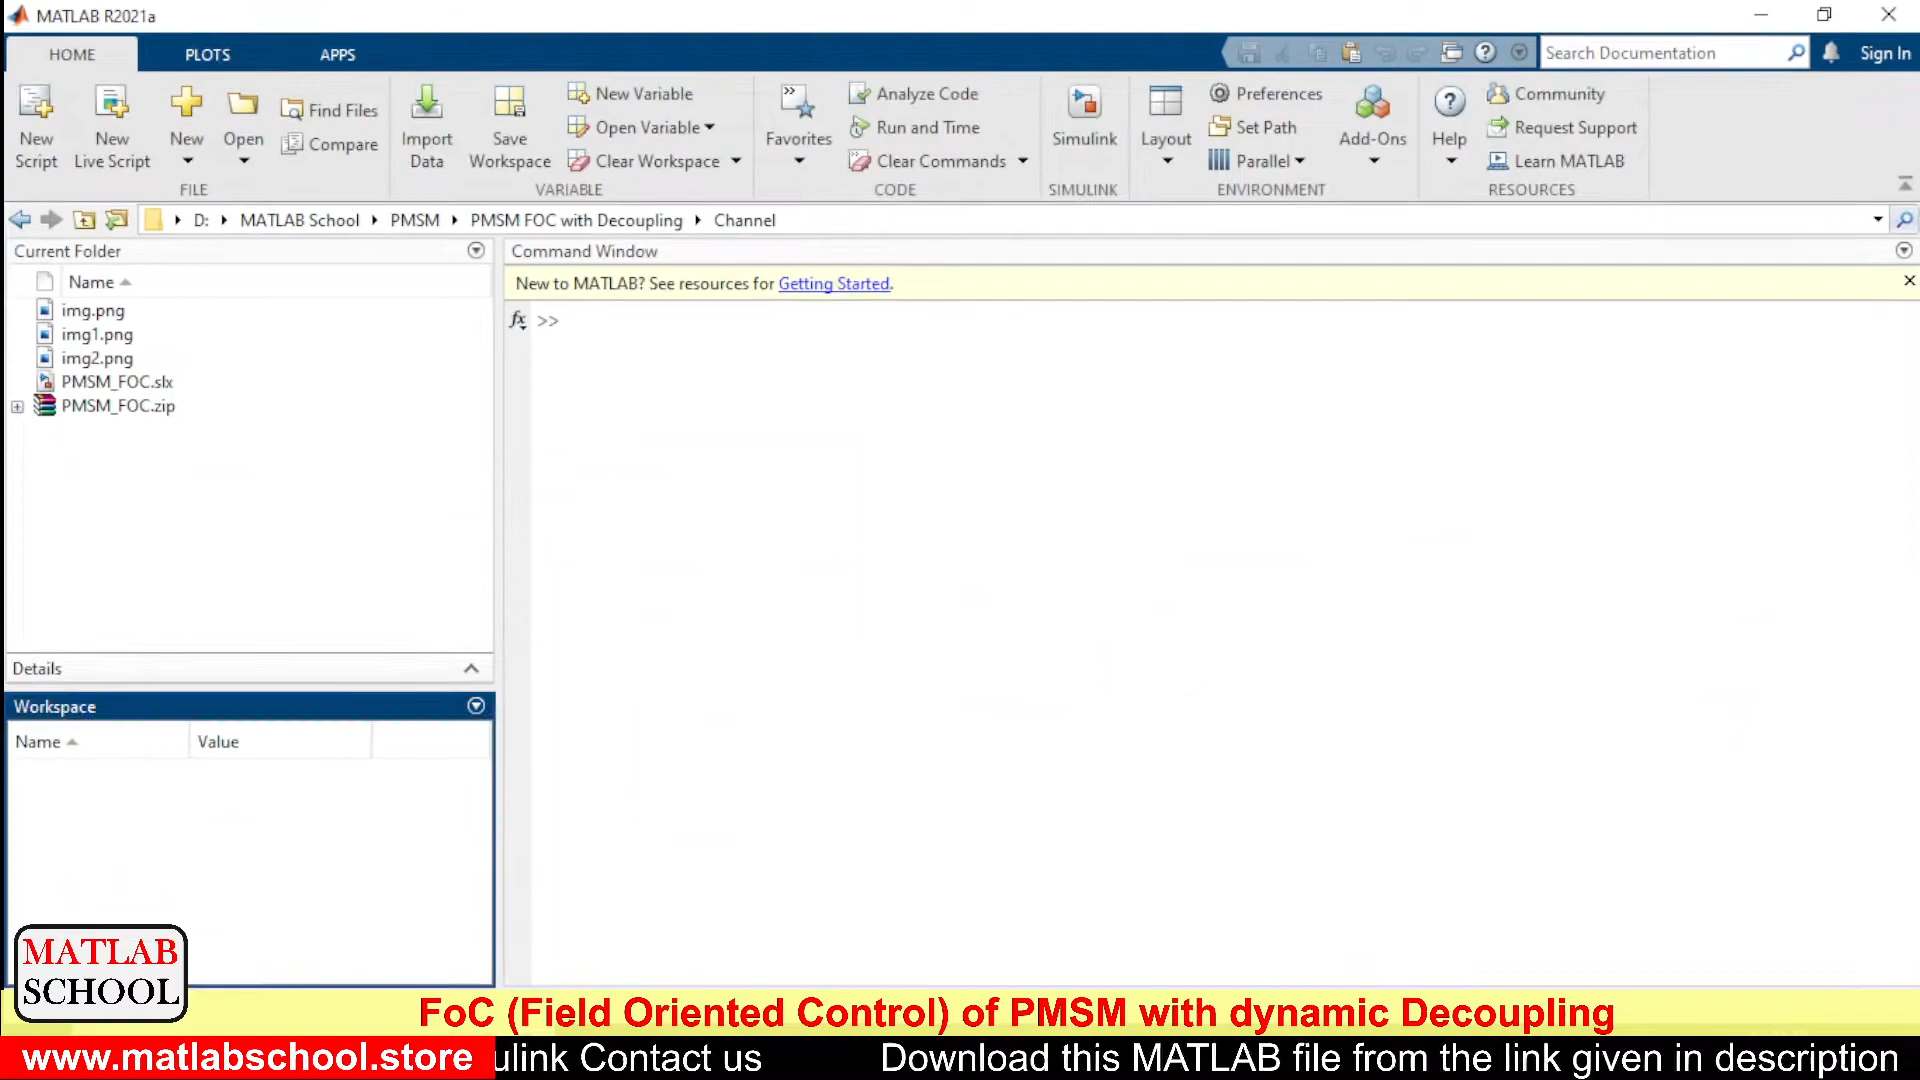 MATLAB R2021a
HOME PLOTS APPS
Search Documentation
Sign In
New Script
New Live Script
New
Open
Find Files
Compare
FILE
Import Data
Save Workspace
New Variable
Open Variable
Clear Workspace
VARIABLE
Favorites
Analyze Code
Run and Time
Clear Commands
CODE
Simulink
SIMULINK
Layout
Preferences
Set Path
Parallel
Add-Ons
ENVIRONMENT
Help
Community
Request Support
Learn MATLAB
RESOURCES
D: MATLAB School PMSM PMSM FOC with Decoupling Channel
Current Folder
Name
img.png
img1.png
img2.png
PMSM_FOC.slx
PMSM_FOC.zip
Details
Workspace
Name Value
Command Window
New to MATLAB? See resources for Getting Started.
fx >>
MATLAB
SCHOOL
FoC (Field Oriented Control) of PMSM with dynamic Decoupling
www.matlabschool.store
ulink Contact us Download this MATLAB file from the link given in description